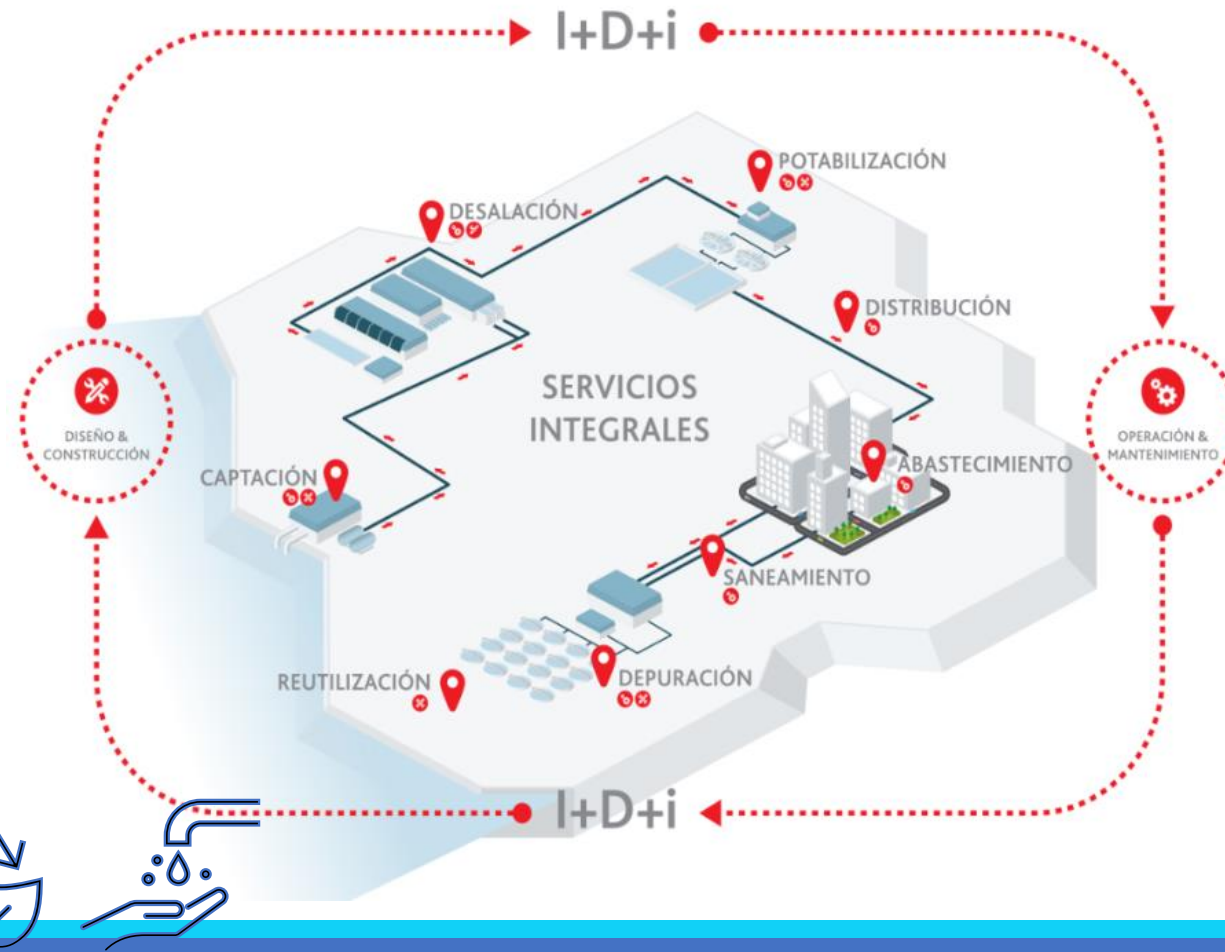 I+D+i
POTABILIZACIÓN
DESALACIÓN
DISTRIBUCIÓN
SERVICIOS
INTEGRALES
DISEÑO &
CONSTRUCCIÓN
OPERACIÓN &
MANTENIMIENTO
CAPTACIÓN
ABASTECIMIENTO
SANEAMIENTO
REUTILIZACIÓN
DEPURACIÓN
I+D+i